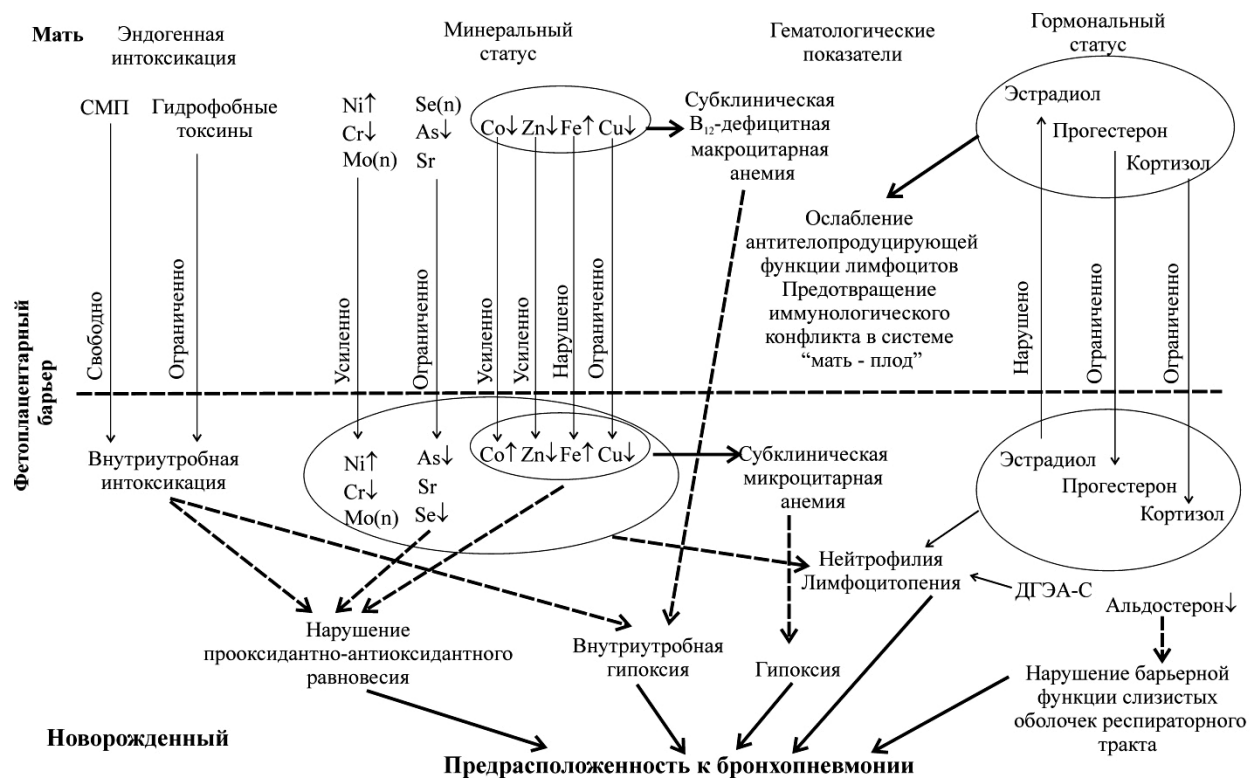 Мать
Эндогенная
интоксикация
Минеральный
статус
Гематологические
показатели
Гормональный
статус
СМП
Гидрофобные
токсины
Ni↑
Cr↓
Mo(n)
Se(n)
As↓
Sr
Co↓ Zn↓ Fe↑ Cu↓
Субклиническая
B₁₂-дефицитная
макроцитарная
анемия
Эстрадиол
Прогестерон
Кортизол
Ослабление
антителопродуцирующей
функции лимфоцитов
Предотвращение
иммунологического
конфликта в системе
“мать - плод”
Фетоплацентарный
барьер
Свободно
Ограниченно
Усиленно
Ограниченно
Усиленно
Усиленно
Нарушено
Ограниченно
Нарушено
Ограниченно
Ограниченно
Внутриутробная
интоксикация
Ni↑
Cr↓
Mo(n)
As↓
Sr
Se↓
Co↑ Zn↓ Fe↑ Cu↓
Субклиническая
микроцитарная
анемия
Эстрадиол
Прогестерон
Кортизол
Нейтрофилия
Лимфоцитопения
ДГЭА-С
Альдостерон↓
Нарушение
прооксидантно-антиоксидантного
равновесия
Внутриутробная
гипоксия
Гипоксия
Нарушение барьерной
функции слизистых
оболочек респираторного
тракта
Новорожденный
Предрасположенность к бронхопневмонии